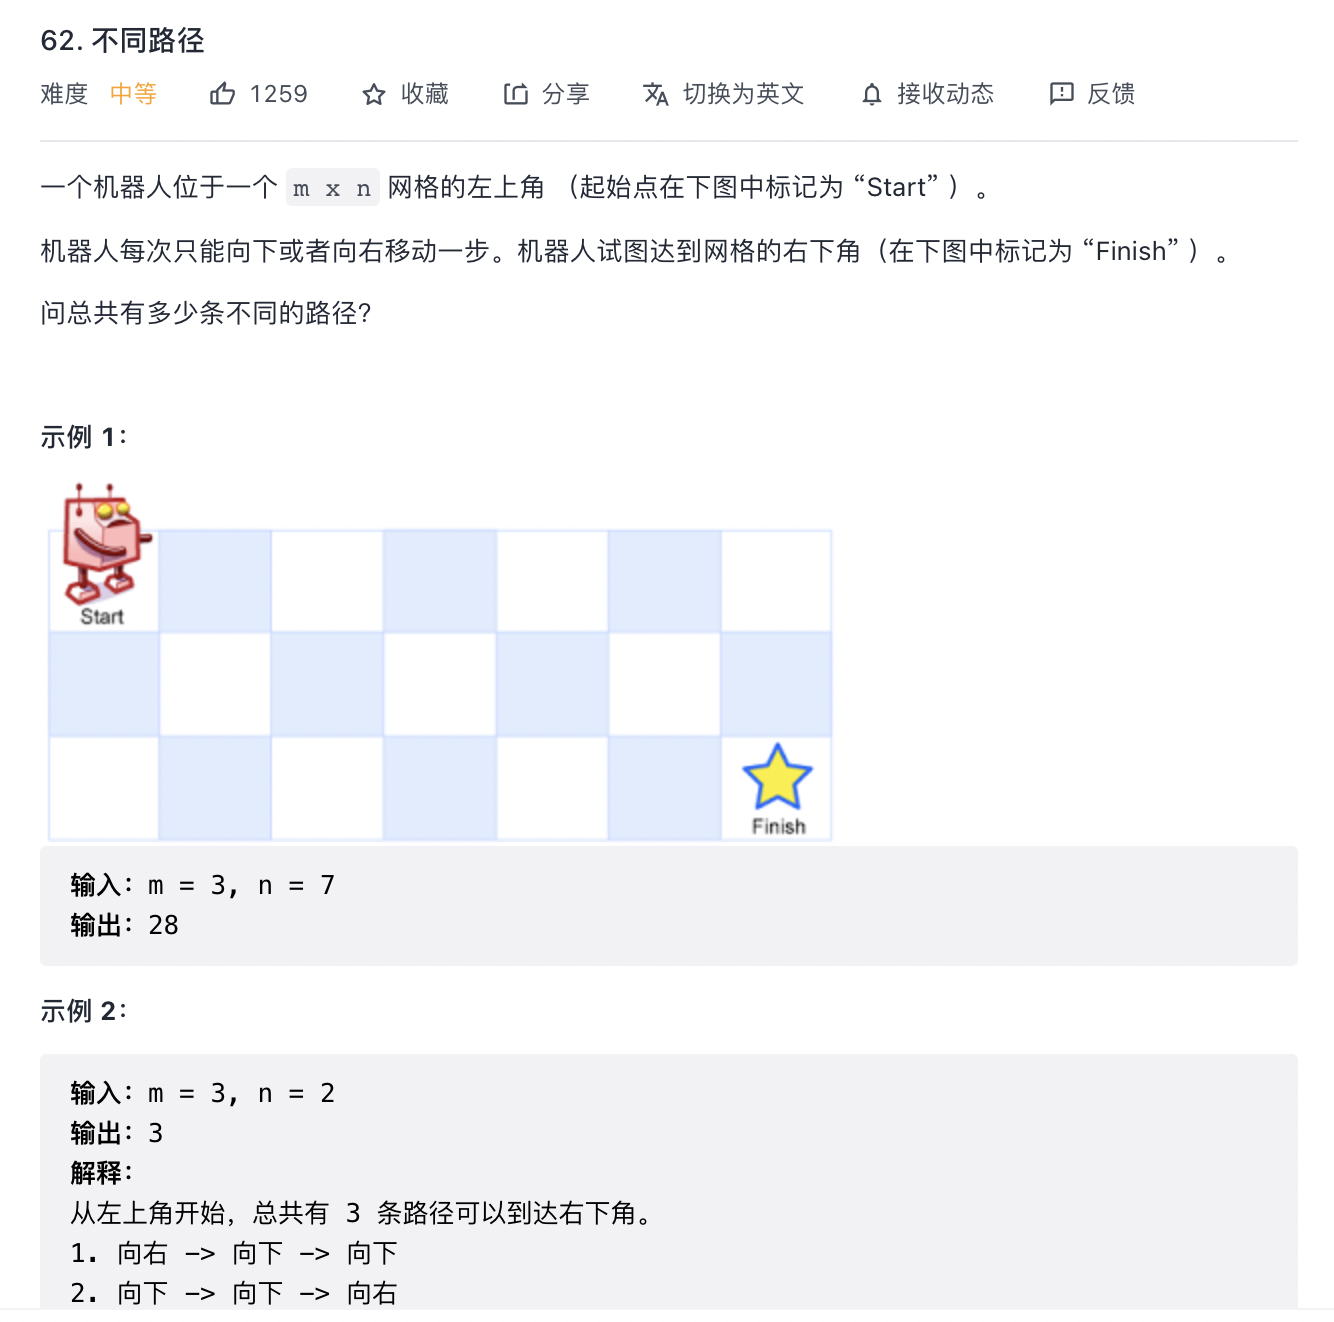 62. 不同路径
难度 中等 1259 收藏 分享 切换为英文 接收动态 反馈
一个机器人位于一个 m x n 网格的左上角 （起始点在下图中标记为 “Start” ）。
机器人每次只能向下或者向右移动一步。机器人试图达到网格的右下角（在下图中标记为 “Finish” ）。
问总共有多少条不同的路径?
示例 1：
Start
Finish
输入：m = 3, n = 7
输出：28
示例 2：
输入：m = 3, n = 2
输出：3
解释：
从左上角开始，总共有 3 条路径可以到达右下角。
1. 向右 -> 向下 -> 向下
2. 向下 -> 向下 -> 向右